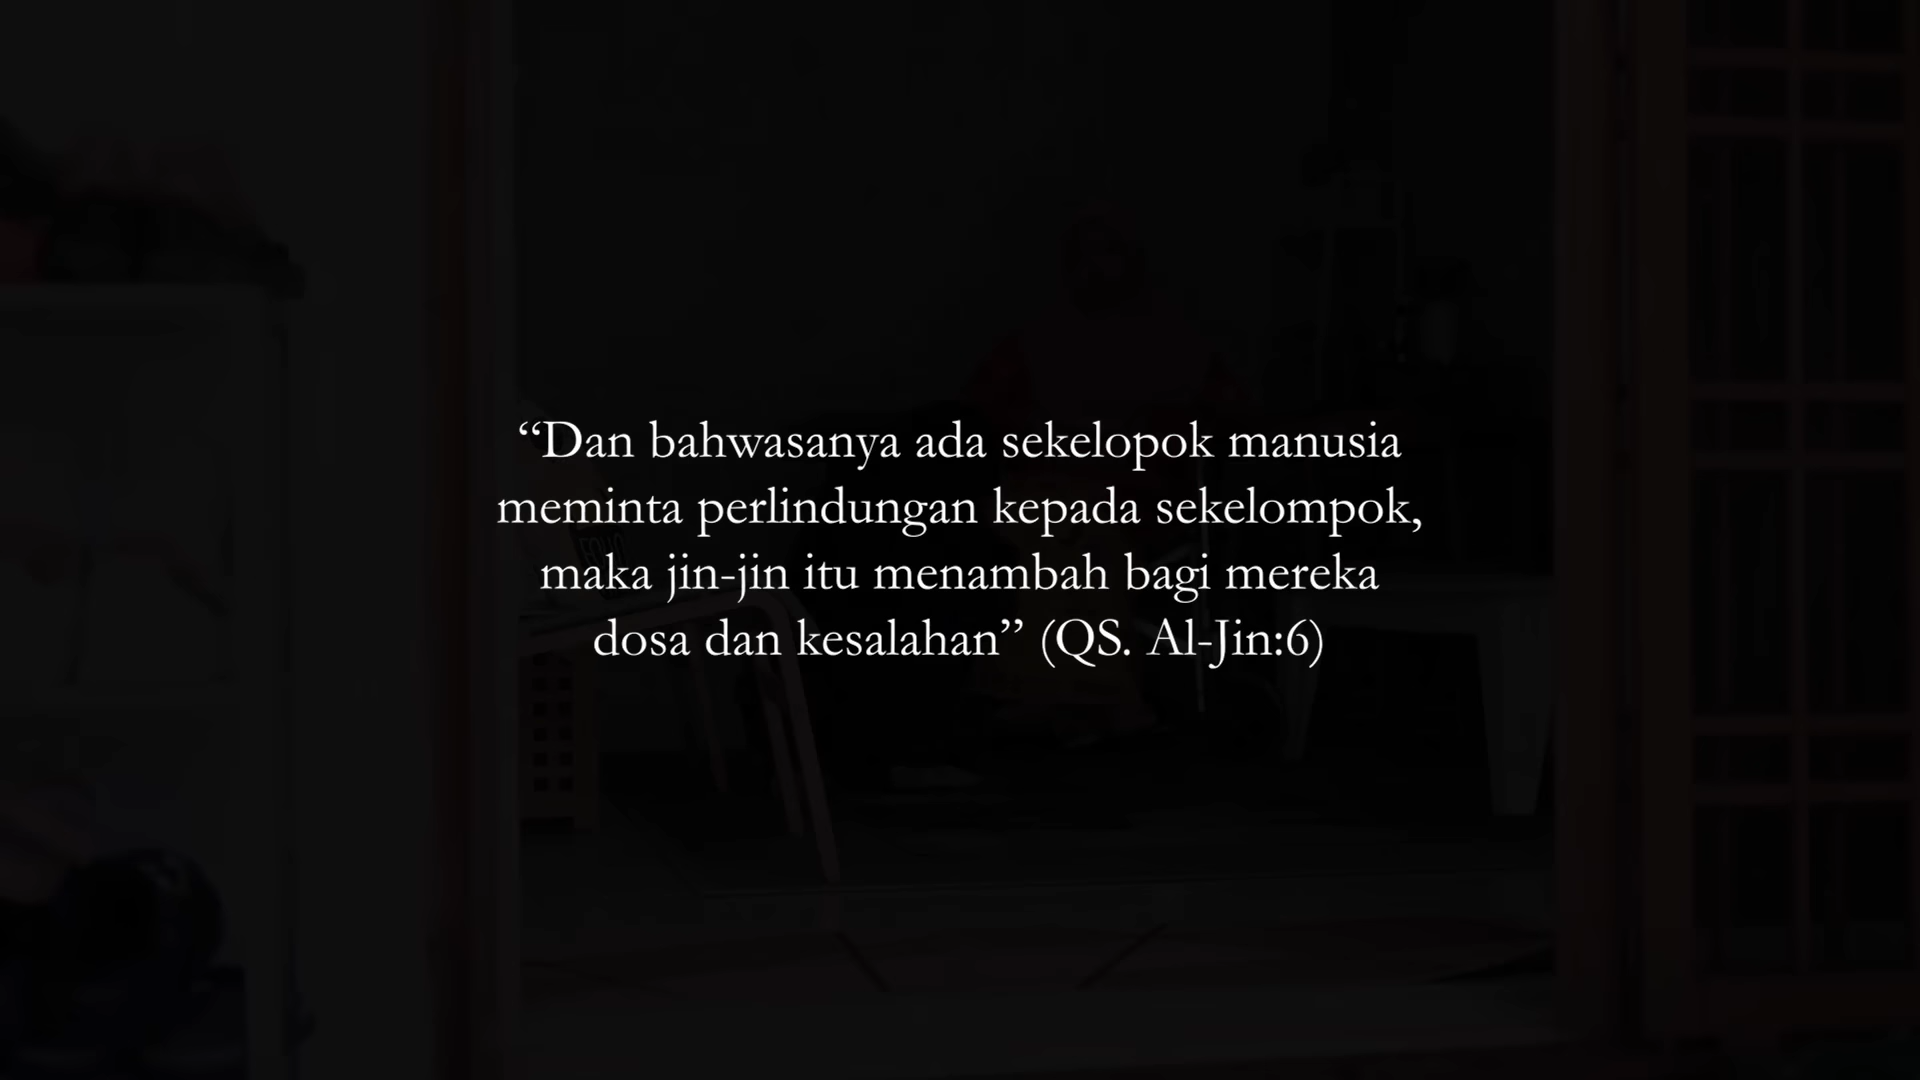 “Dan bahwasanya ada sekelopok manusia
meminta perlindungan kepada sekelompok,
maka jin-jin itu menambah bagi mereka
dosa dan kesalahan” (QS. Al-Jin:6)